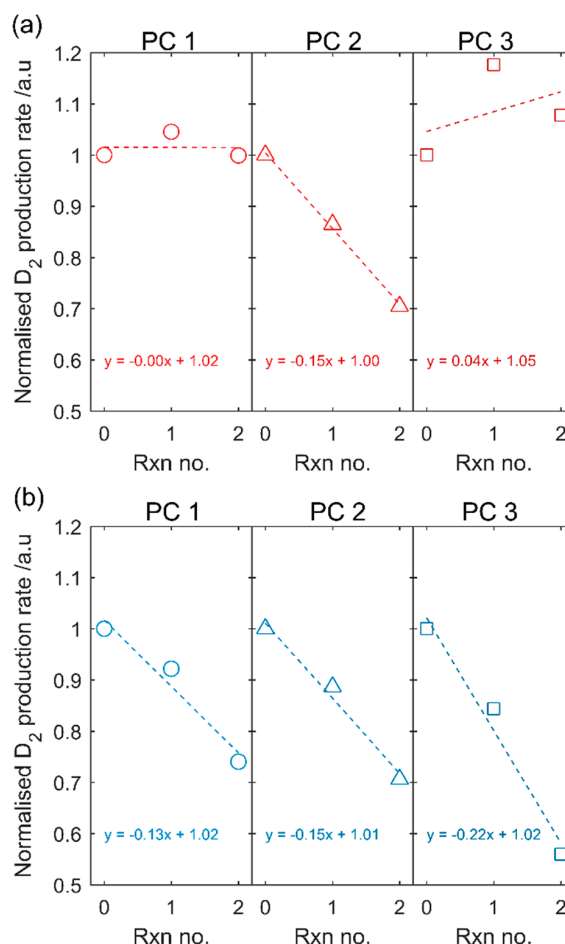 (a)
PC 1 PC 2 PC 3
Normalised D2 production rate /a.u
1.2
1.1
1
0.9
0.8
0.7
0.6
0.5
y = -0.00x + 1.02 y = -0.15x + 1.00 y = 0.04x + 1.05
0 1 2 0 1 2 0 1 2
Rxn no. Rxn no. Rxn no.
(b)
PC 1 PC 2 PC 3
Normalised D2 production rate /a.u
1.2
1.1
1
0.9
0.8
0.7
0.6
0.5
y = -0.13x + 1.02 y = -0.15x + 1.01 y = -0.22x + 1.02
0 1 2 0 1 2 0 1 2
Rxn no. Rxn no. Rxn no.